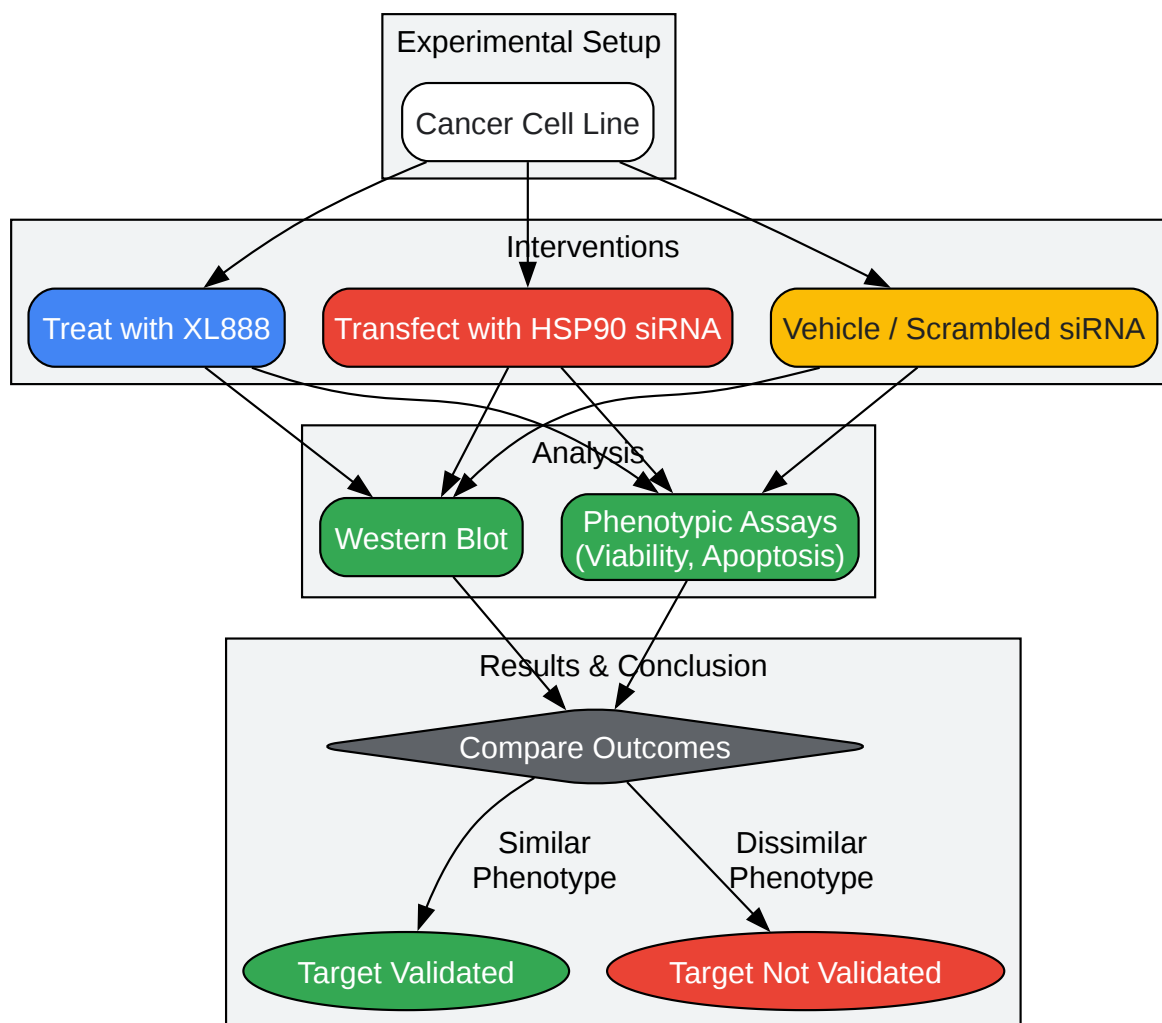 Experimental Setup
Cancer Cell Line
Interventions
Treat with XL888
Transfect with HSP90 siRNA
Vehicle / Scrambled siRNA
Analysis
Western Blot
Phenotypic Assays
(Viability, Apoptosis)
Results & Conclusion
Compare Outcomes
Similar
Phenotype
Dissimilar
Phenotype
Target Validated
Target Not Validated